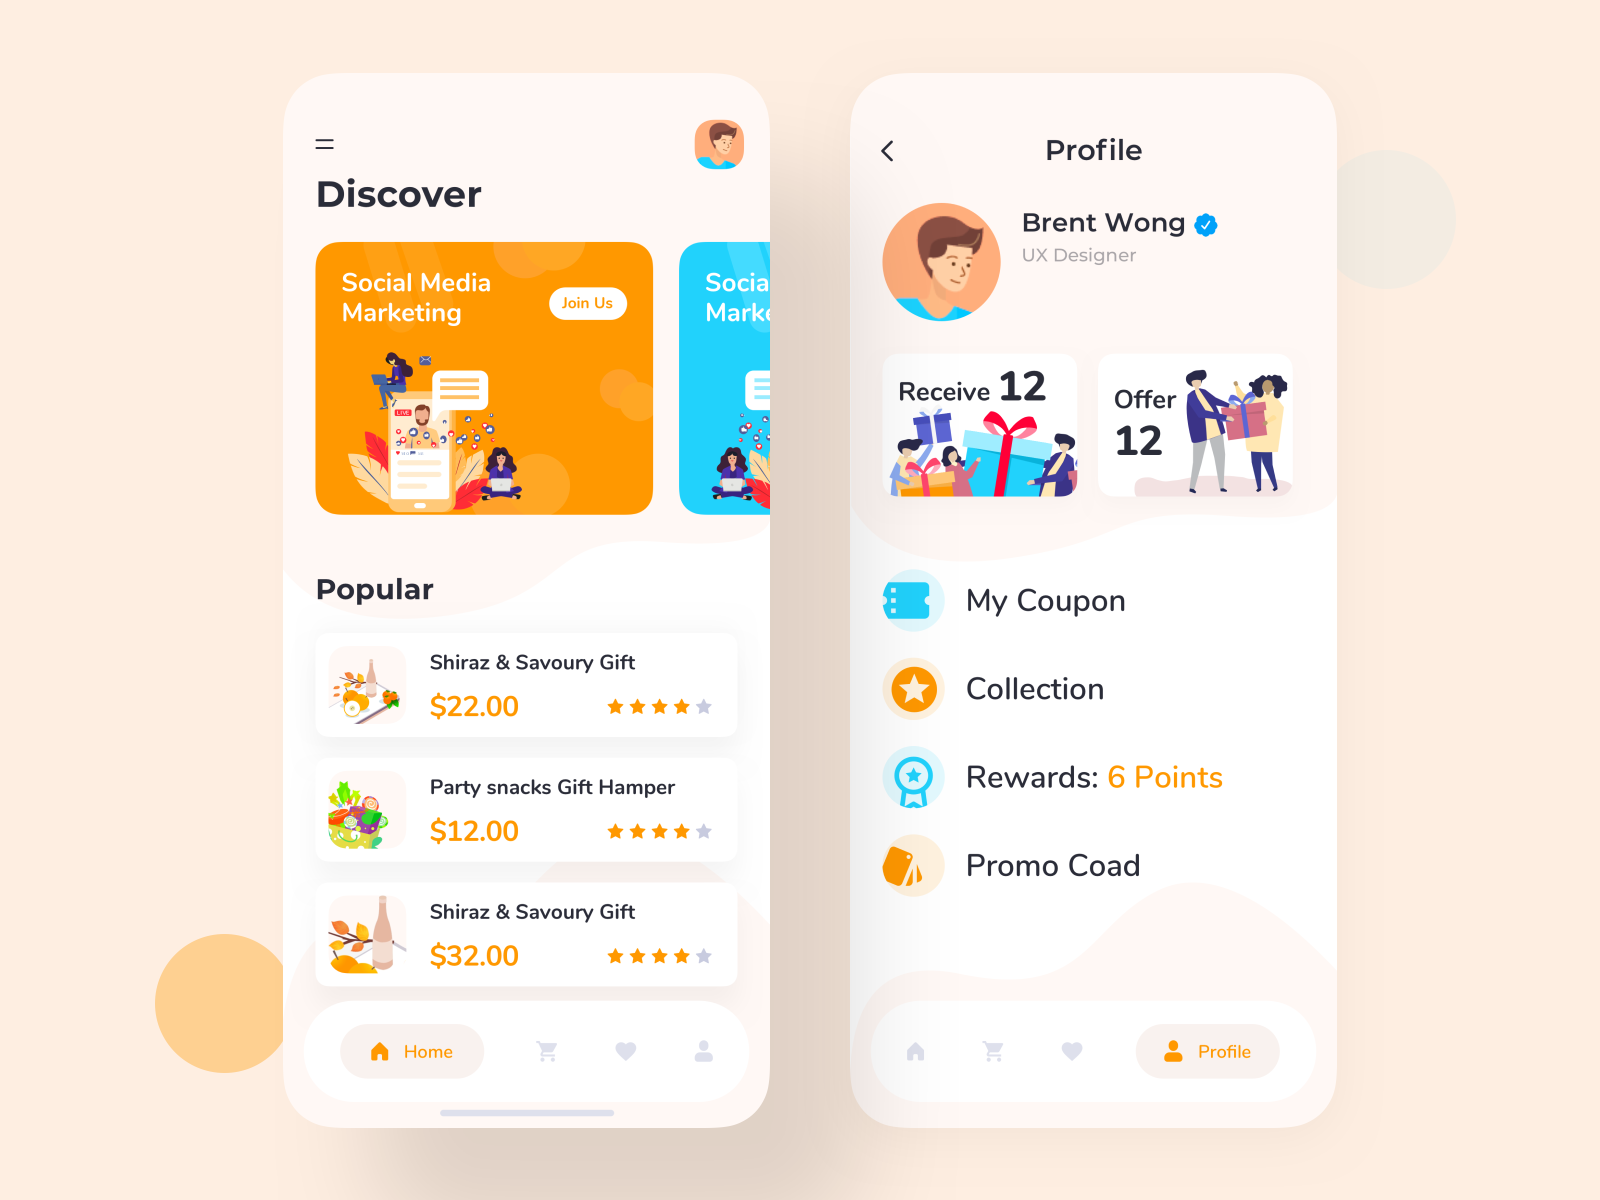 Discover
Social Media
Marketing
Join Us
Socia
Marke
LIVE
Popular
Shiraz & Savoury Gift
$22.00
Party snacks Gift Hamper
$12.00
Shiraz & Savoury Gift
$32.00
Home
Profile
Brent Wong
UX Designer
Receive 12
Offer
12
My Coupon
Collection
Rewards: 6 Points
Promo Coad
Profile